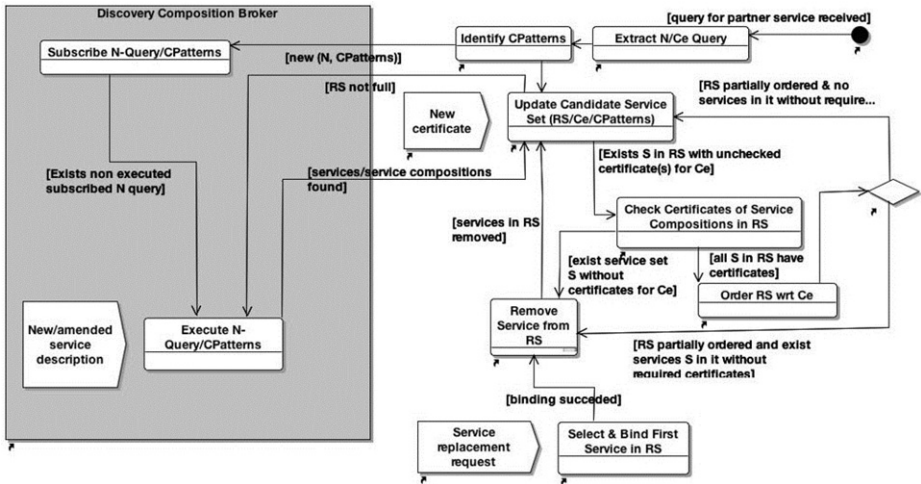 Discovery Composition Broker
[query for partner service received]
Subscribe N-Query/CPatterns
Identify CPatterns
Extract N/Ce Query
[new (N, CPatterns)]
[RS not full]
[RS partially ordered & no
services in it without require...
New
certificate
Update Candidate Service
Set (RS/Ce/CPatterns)
[Exists non executed
subscribed N query]
[services/service compositions
found]
[Exists S in RS with unchecked
certificate(s) for Ce]
[services in RS
removed]
Check Certificates of Service
Compositions in RS
[exist service set
S without
certificates for Ce]
[all S in RS have
certificates]
Order RS wrt Ce
New/amended
service
description
Execute N-
Query/CPatterns
Remove
Service from
RS
[RS partially ordered and exist
services S in it without
required certificates]
[binding succeded]
Service
replacement
request
Select & Bind First
Service in RS